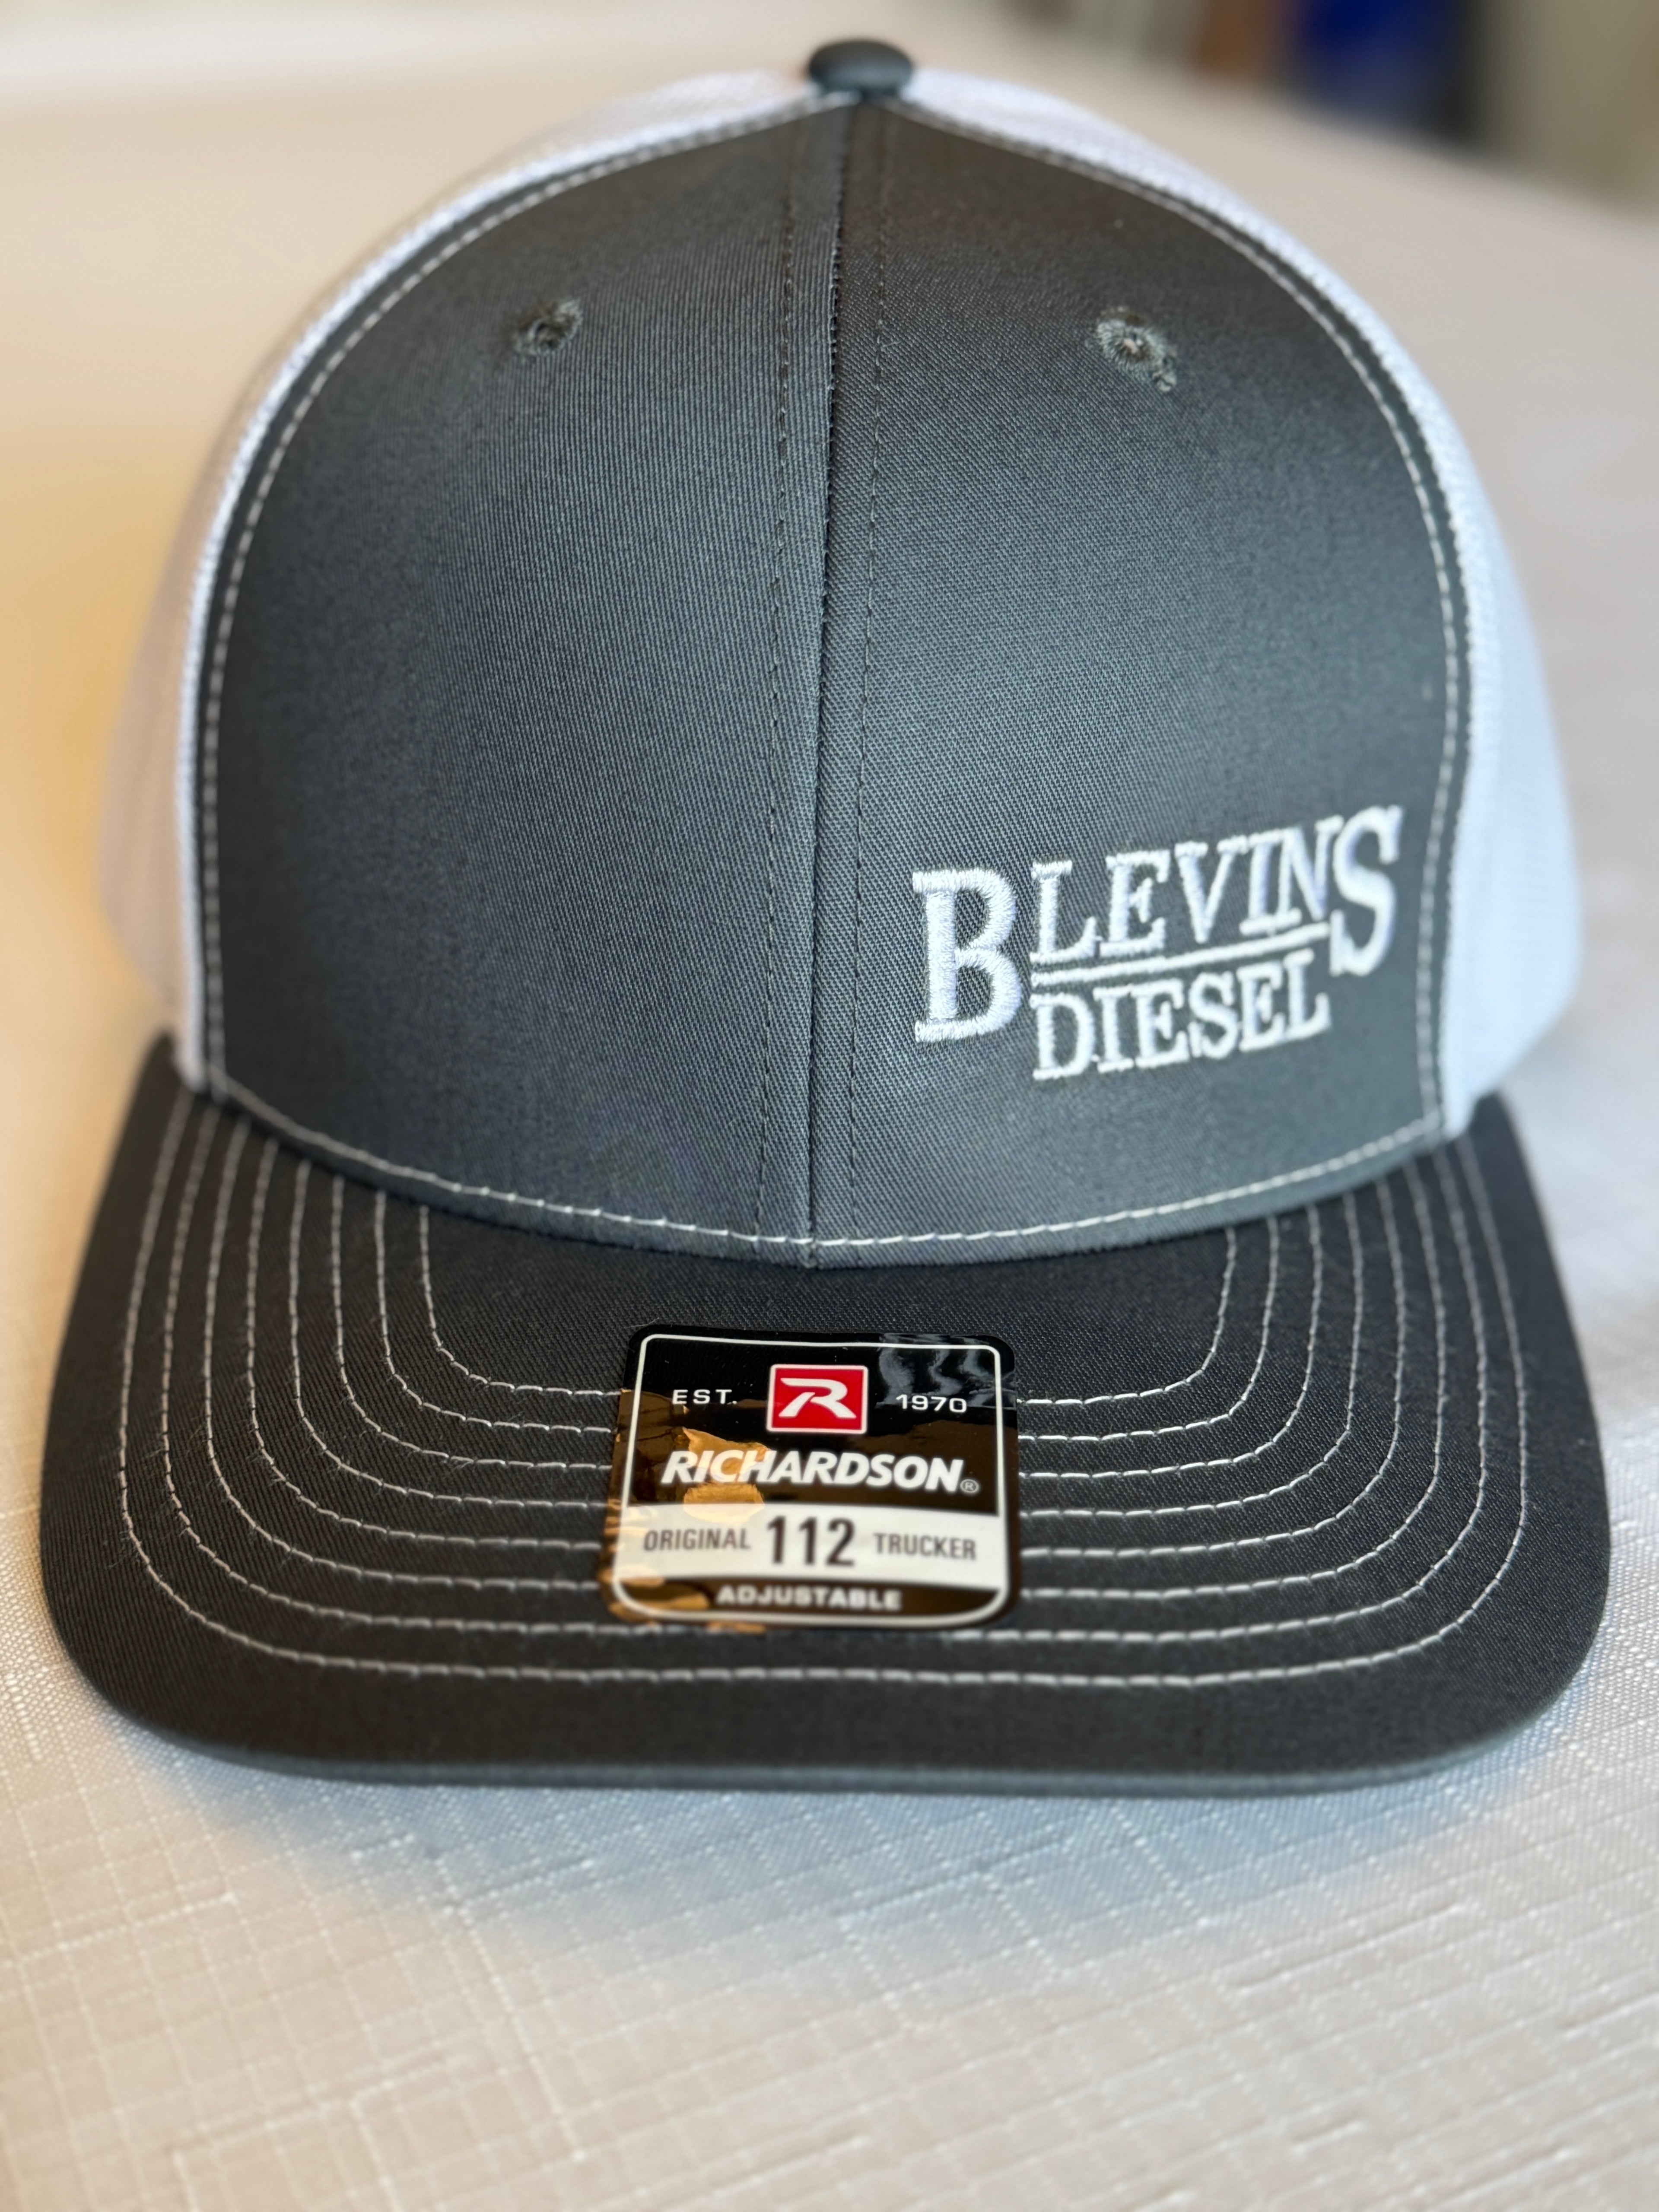 BLEVINS
DIESEL
EST. R 1970
RICHARDSON®
ORIGINAL 112 TRUCKER
ADJUSTABLE